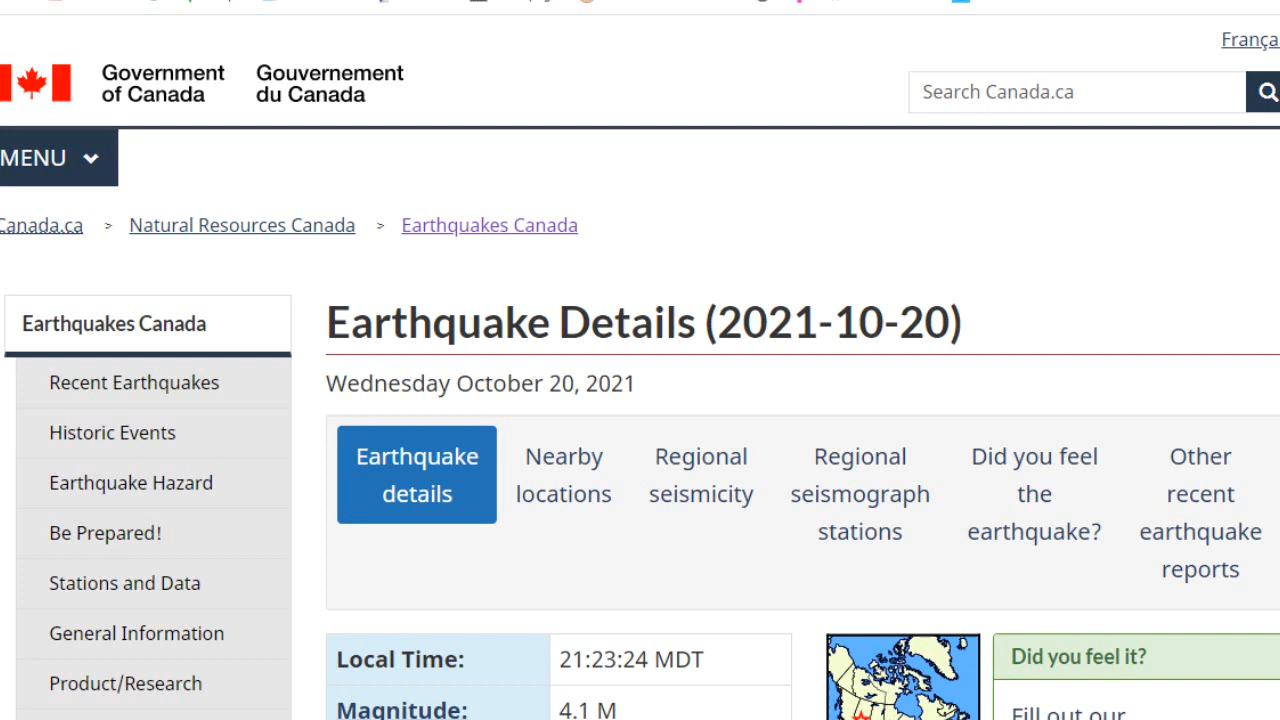 França
Government
of Canada
Gouvernement
du Canada
Search Canada.ca
MENU
Canada.ca > Natural Resources Canada > Earthquakes Canada
Earthquakes Canada
Recent Earthquakes
Historic Events
Earthquake Hazard
Be Prepared!
Stations and Data
General Information
Product/Research
Earthquake Details (2021-10-20)
Wednesday October 20, 2021
Earthquake
details
Nearby
locations
Regional
seismicity
Regional
seismograph
stations
Did you feel
the
earthquake?
Other
recent
earthquake
reports
Local Time: 21:23:24 MDT
Magnitude: 4.1 M
Did you feel it?
Fill out our